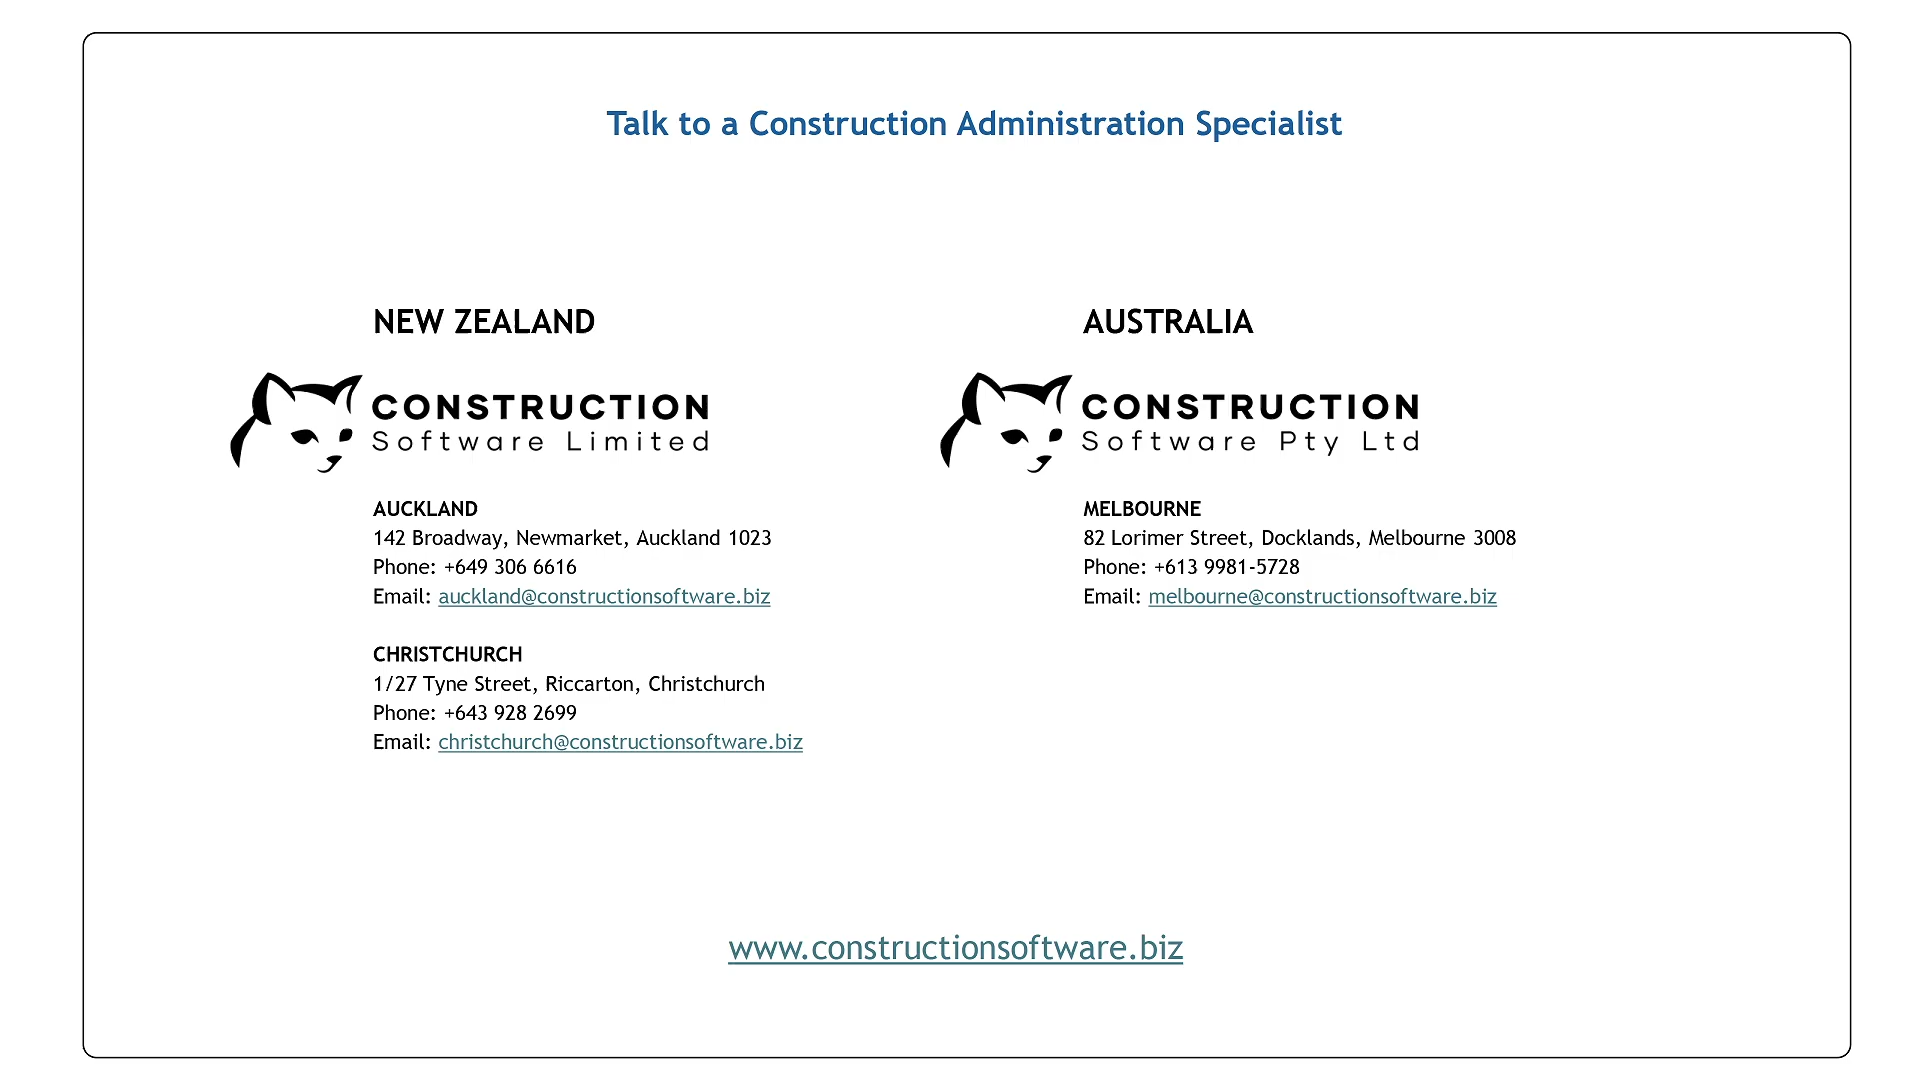 Talk to a Construction Administration Specialist
NEW ZEALAND
CONSTRUCTION
Software Limited
AUCKLAND
142 Broadway, Newmarket, Auckland 1023
Phone: +649 306 6616
Email: auckland@constructionsoftware.biz
CHRISTCHURCH
1/27 Tyne Street, Riccarton, Christchurch
Phone: +643 928 2699
Email: christchurch@constructionsoftware.biz
AUSTRALIA
CONSTRUCTION
Software Pty Ltd
MELBOURNE
82 Lorimer Street, Docklands, Melbourne 3008
Phone: +613 9981-5728
Email: melbourne@constructionsoftware.biz
www.constructionsoftware.biz